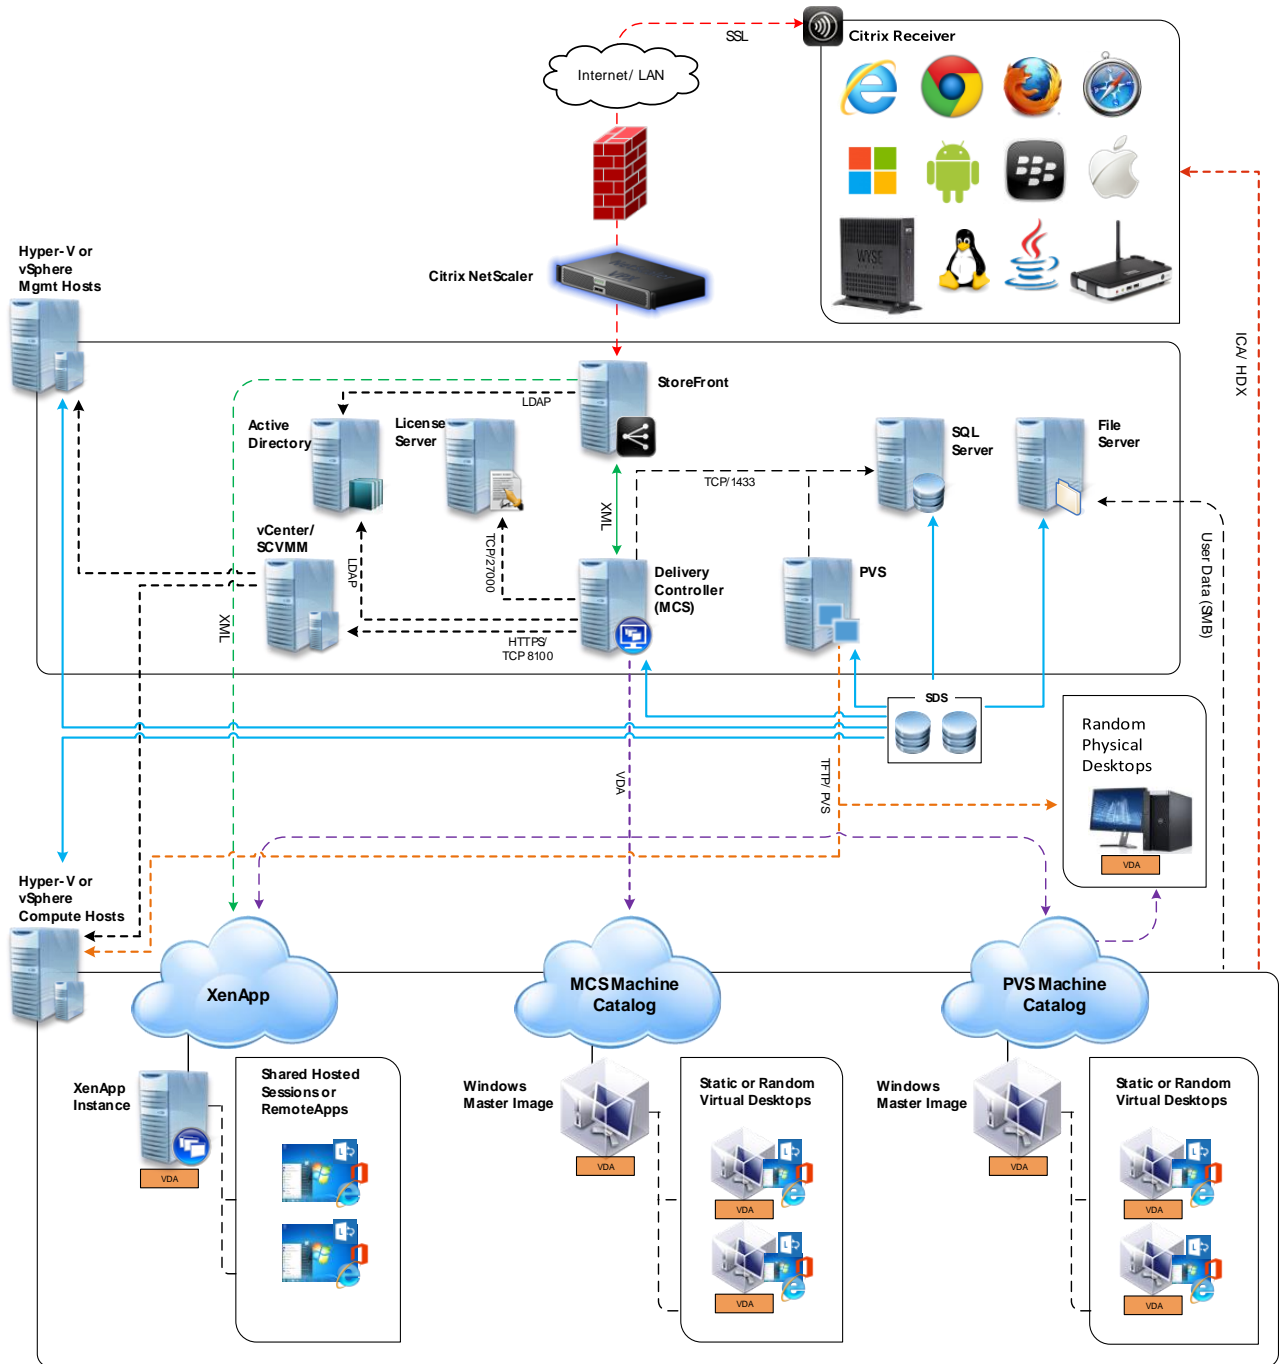 SSL
Citrix Receiver
Internet/ LAN
WYSE
Hyper-V or
vSphere
Mgmt Hosts
Citrix NetScaler
ICA/ HDX
StoreFront
LDAP
Active
Directory
License
Server
SQL
Server
File
Server
TCP/1433
XML
vCenter/
SCVMM
LDAP
TCP/27000
Delivery
Controller
(MCS)
PVS
User Data (SMB)
XML
HTTPS/
TCP 8100
SDS
Random
Physical
Desktops
VDA
TFTP/ PVS
VDA
Hyper-V or
vSphere
Compute Hosts
XenApp
MCS Machine
Catalog
PVS Machine
Catalog
XenApp
Instance
Shared Hosted
Sessions or
RemoteApps
Windows
Master Image
Static or Random
Virtual Desktops
Windows
Master Image
Static or Random
Virtual Desktops
VDA
VDA
VDA
VDA
VDA
VDA
VDA